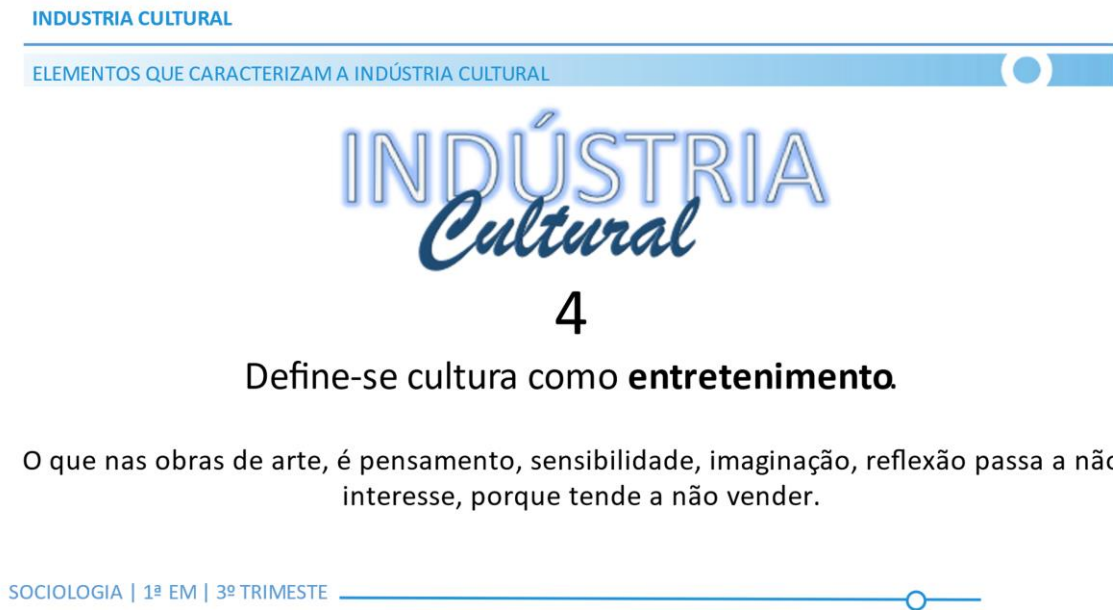 INDUSTRIA CULTURAL
ELEMENTOS QUE CARACTERIZAM A INDÚSTRIA CULTURAL
INDÚSTRIA
Cultural
4
Define-se cultura como entretenimento.
O que nas obras de arte, é pensamento, sensibilidade, imaginação, reflexão passa a não
interesse, porque tende a não vender.
SOCIOLOGIA | 1ª EM | 3º TRIMESTE